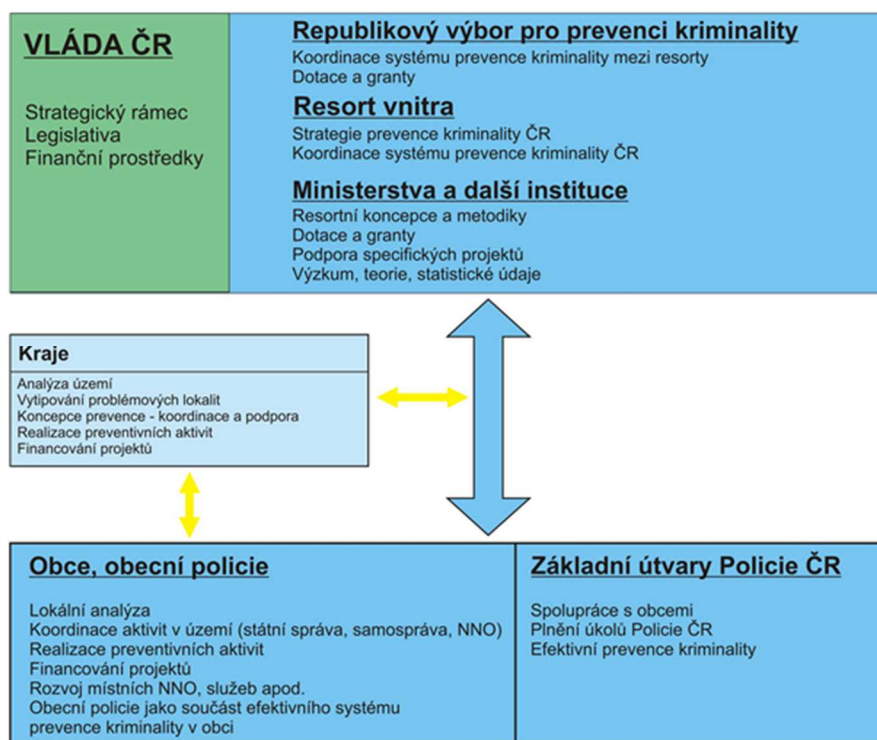 VLÁDA ČR
Strategický rámec
Legislativa
Finanční prostředky
Republikový výbor pro prevenci kriminality
Koordinace systému prevence kriminality mezi resorty
Dotace a granty
Resort vnitra
Strategie prevence kriminality ČR
Koordinace systému prevence kriminality ČR
Ministerstva a další instituce
Resortní koncepce a metodiky
Dotace a granty
Podpora specifických projektů
Výzkum, teorie, statistické údaje
Kraje
Analýza území
Vytipování problémových lokalit
Koncepce prevence - koordinace a podpora
Realizace preventivních aktivit
Financování projektů
Obce, obecní policie
Lokální analýza
Koordinace aktivit v území (státní správa, samospráva, NNO)
Realizace preventivních aktivit
Financování projektů
Rozvoj místních NNO, služeb apod.
Obecní policie jako součást efektivního systému
prevence kriminality v obci
Základní útvary Policie ČR
Spolupráce s obcemi
Plnění úkolů Policie ČR
Efektivní prevence kriminality